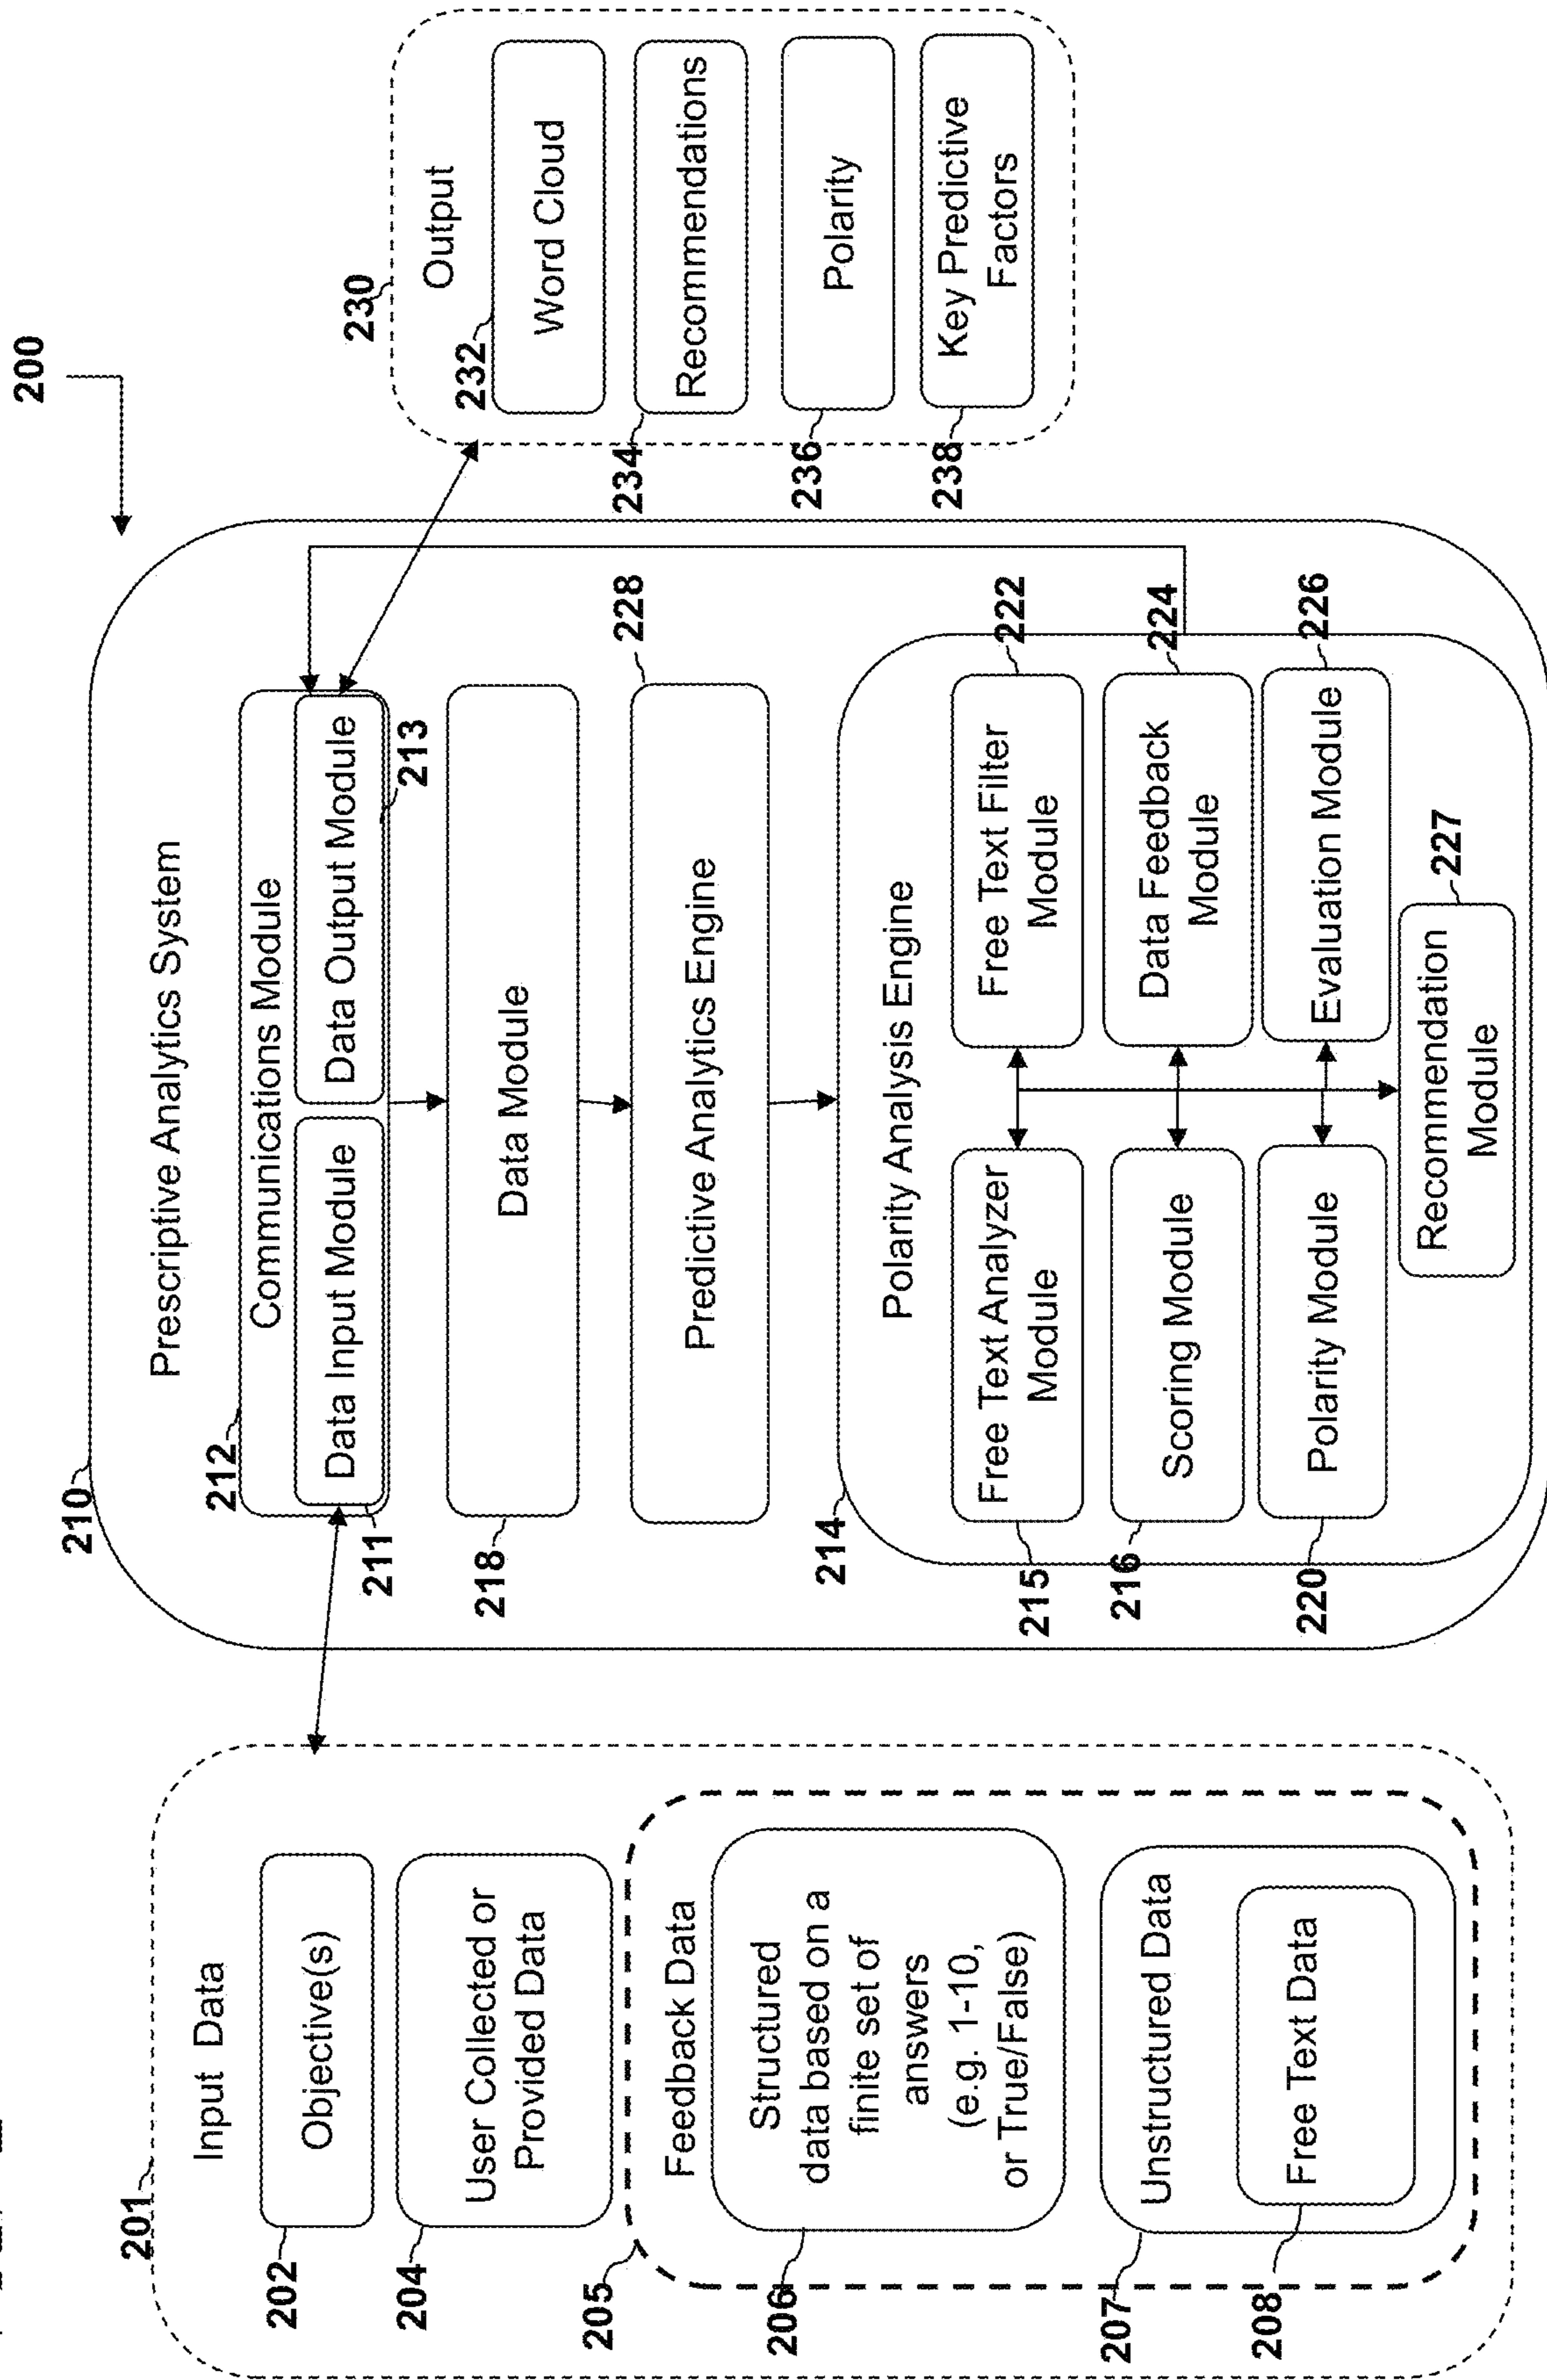 200
201
Input Data
202
Objective(s)
204
User Collected or
Provided Data
205
Feedback Data
206
Structured
data based on a
finite set of
answers
(e.g. 1-10,
or True/False)
207
Unstructured Data
208
Free Text Data
210
Prescriptive Analytics System
212
Communications Module
Data Input Module
211
Data Output Module
213
218
Data Module
228
Predictive Analytics Engine
214
Polarity Analysis Engine
215
Free Text Analyzer
Module
222
Free Text Filter
Module
216
Scoring Module
224
Data Feedback
Module
220
Polarity Module
226
Evaluation Module
227
Recommendation
Module
230
Output
232
Word Cloud
234
Recommendations
236
Polarity
238
Key Predictive
Factors